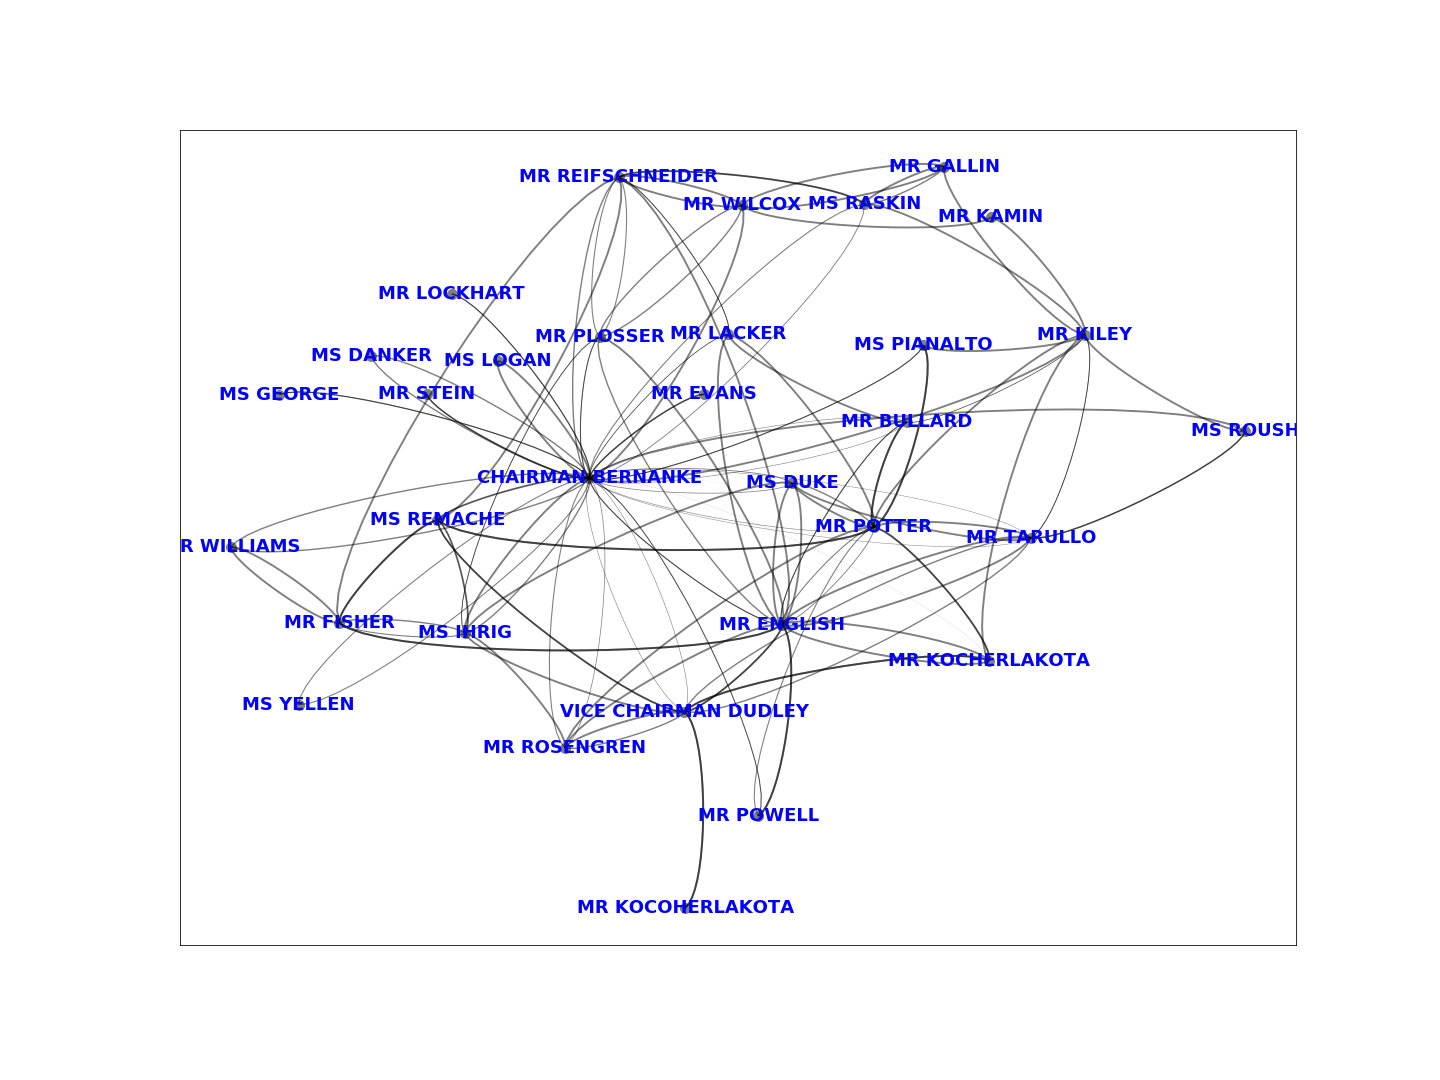 MR GALLIN
MR REIFSCHNEIDER
MR WILCOX
MS RASKIN
MR KAMIN
MR LOCKHART
MR PLOSSER
MR LACKER
MR KILEY
MS PIANALTO
MS DANKER
MS LOGAN
MS GEORGE
MR STEIN
MR EVANS
MR BULLARD
MS ROUSH
CHAIRMAN BERNANKE
MS DUKE
MS REMACHE
MR POTTER
MR TARULLO
R WILLIAMS
MR FISHER
MS IHRIG
MR ENGLISH
MR KOCHERLAKOTA
MS YELLEN
VICE CHAIRMAN DUDLEY
MR ROSENGREN
MR POWELL
MR KOCOHERLAKOTA